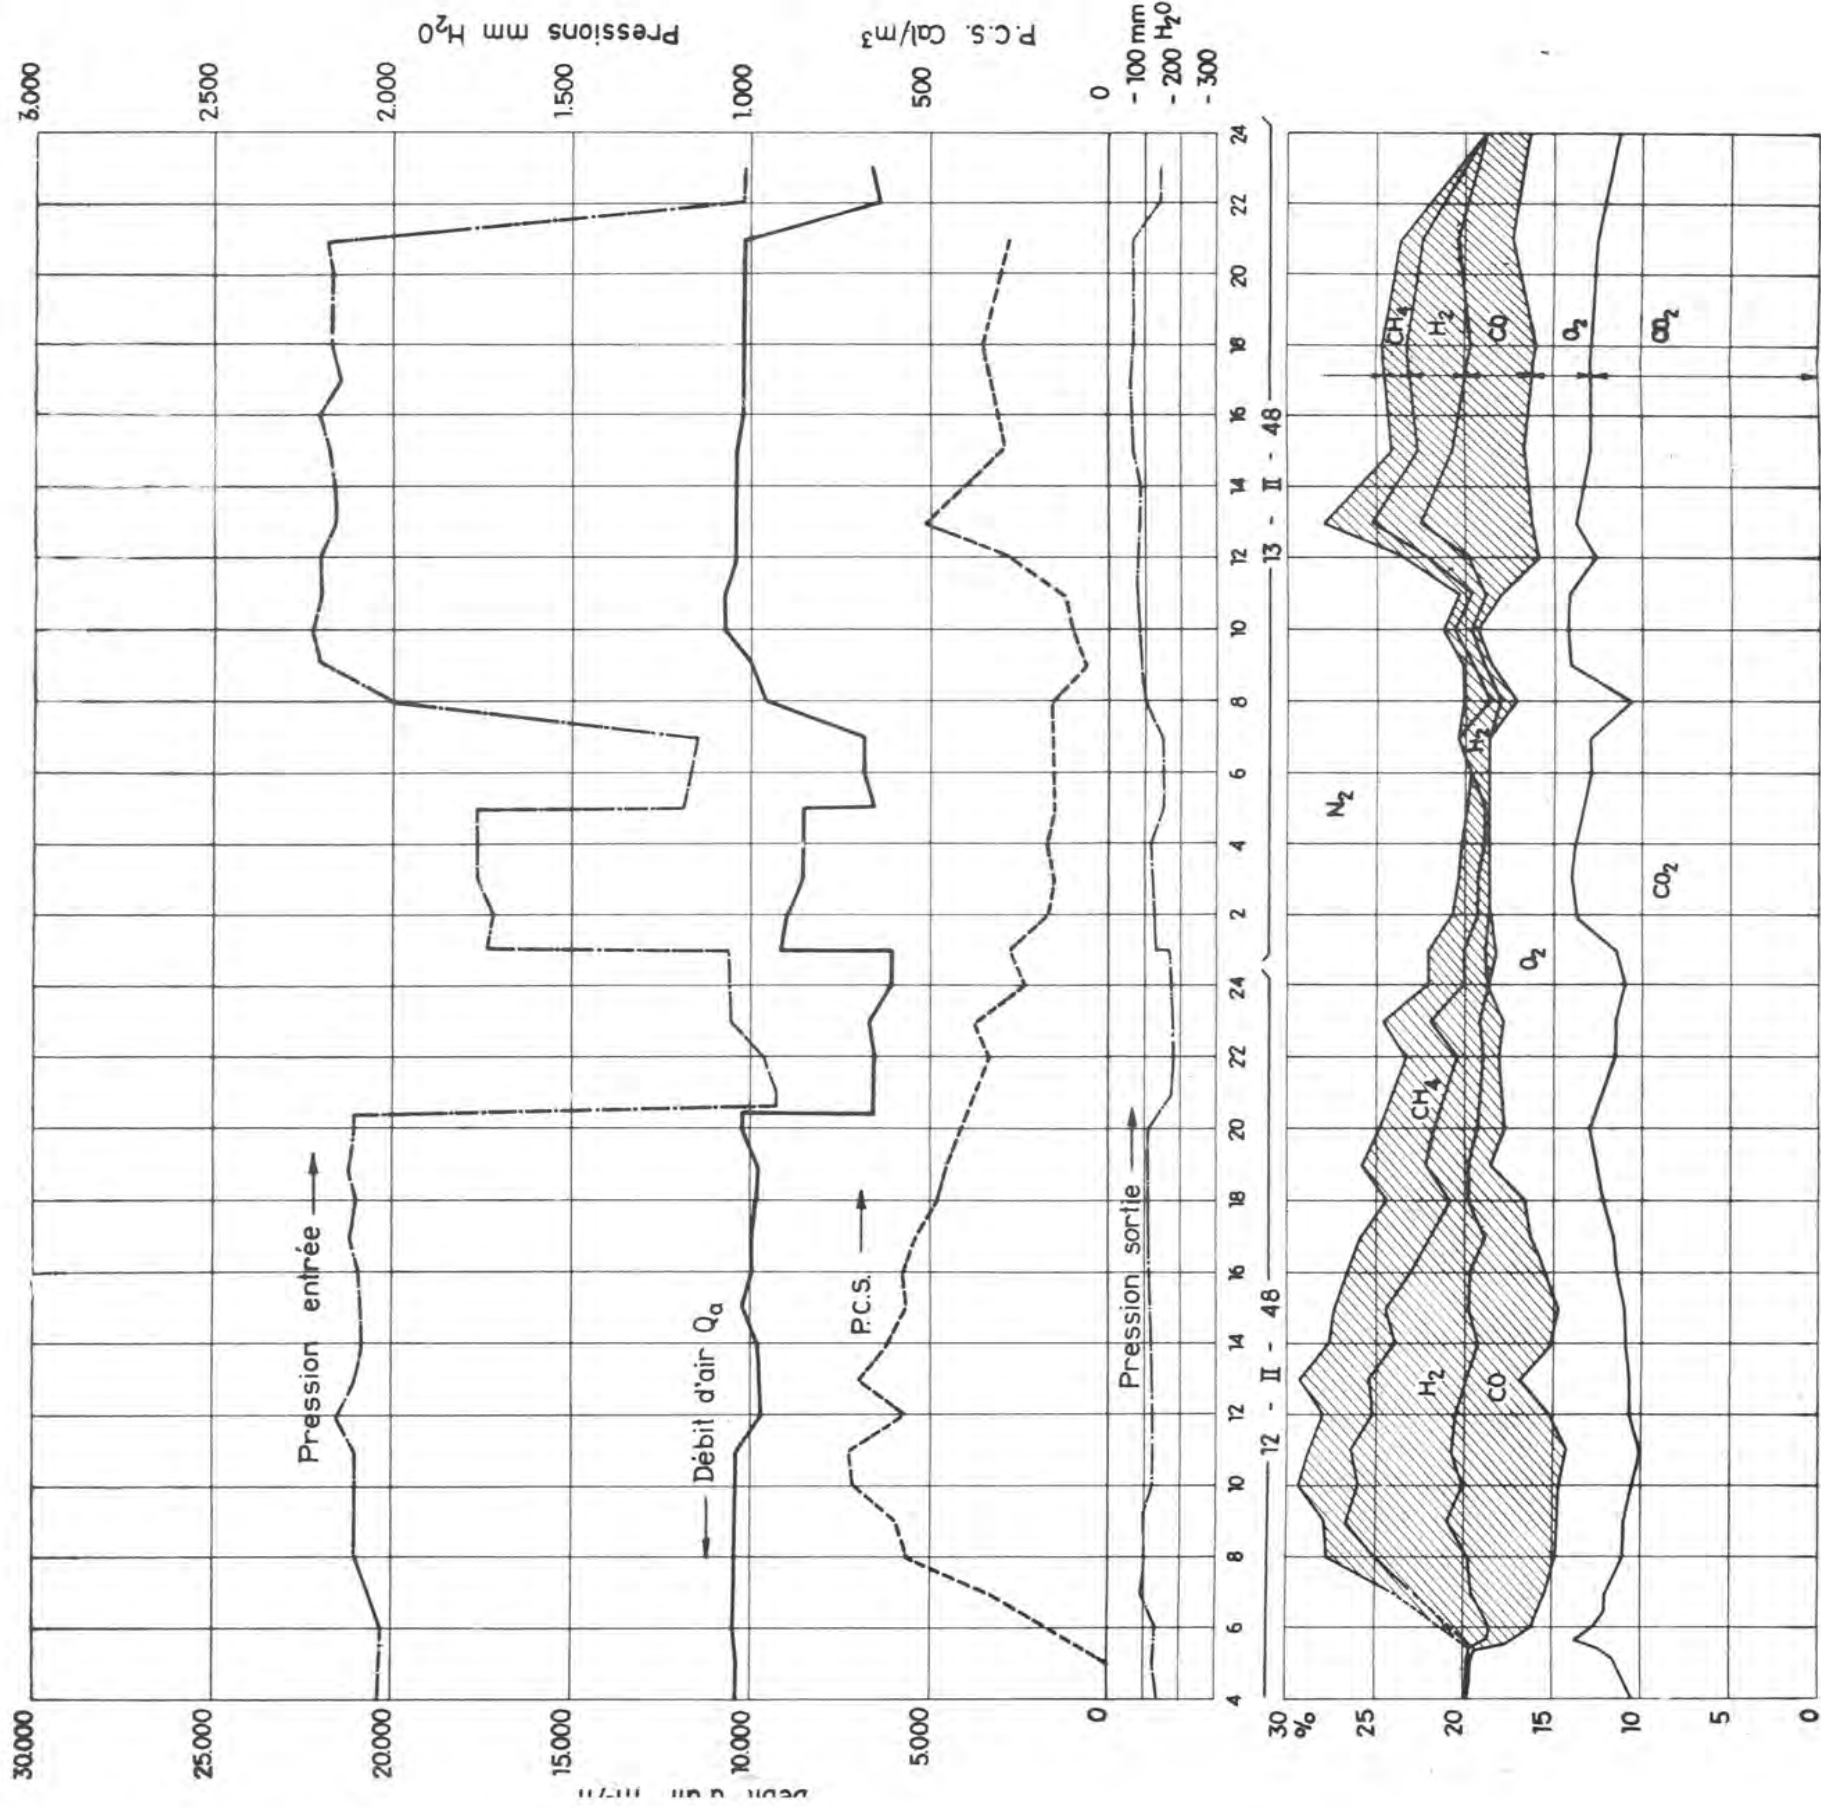 3.000
2.500
2.000
1.500
1.000
500
0
- 100 mm
- 200 H₂O
- 300
Pressions mm H₂O
P.C.S. Cal/m³
30.000
25.000
20.000
15.000
10.000
5.000
0
Pression entrée
Débit d'air Qₐ
P.C.S.
Pression sortie
4 6 8 10 12 14 16 18 20 22 24 2 4 6 8 10 12 14 16 18 20 22 24
12 - II - 48
13 - II - 48
30
%
25
20
15
10
5
0
H₂
CO
CH₄
O₂
CO₂
N₂
H₂
CH₄
H₂
CO
O₂
CO₂